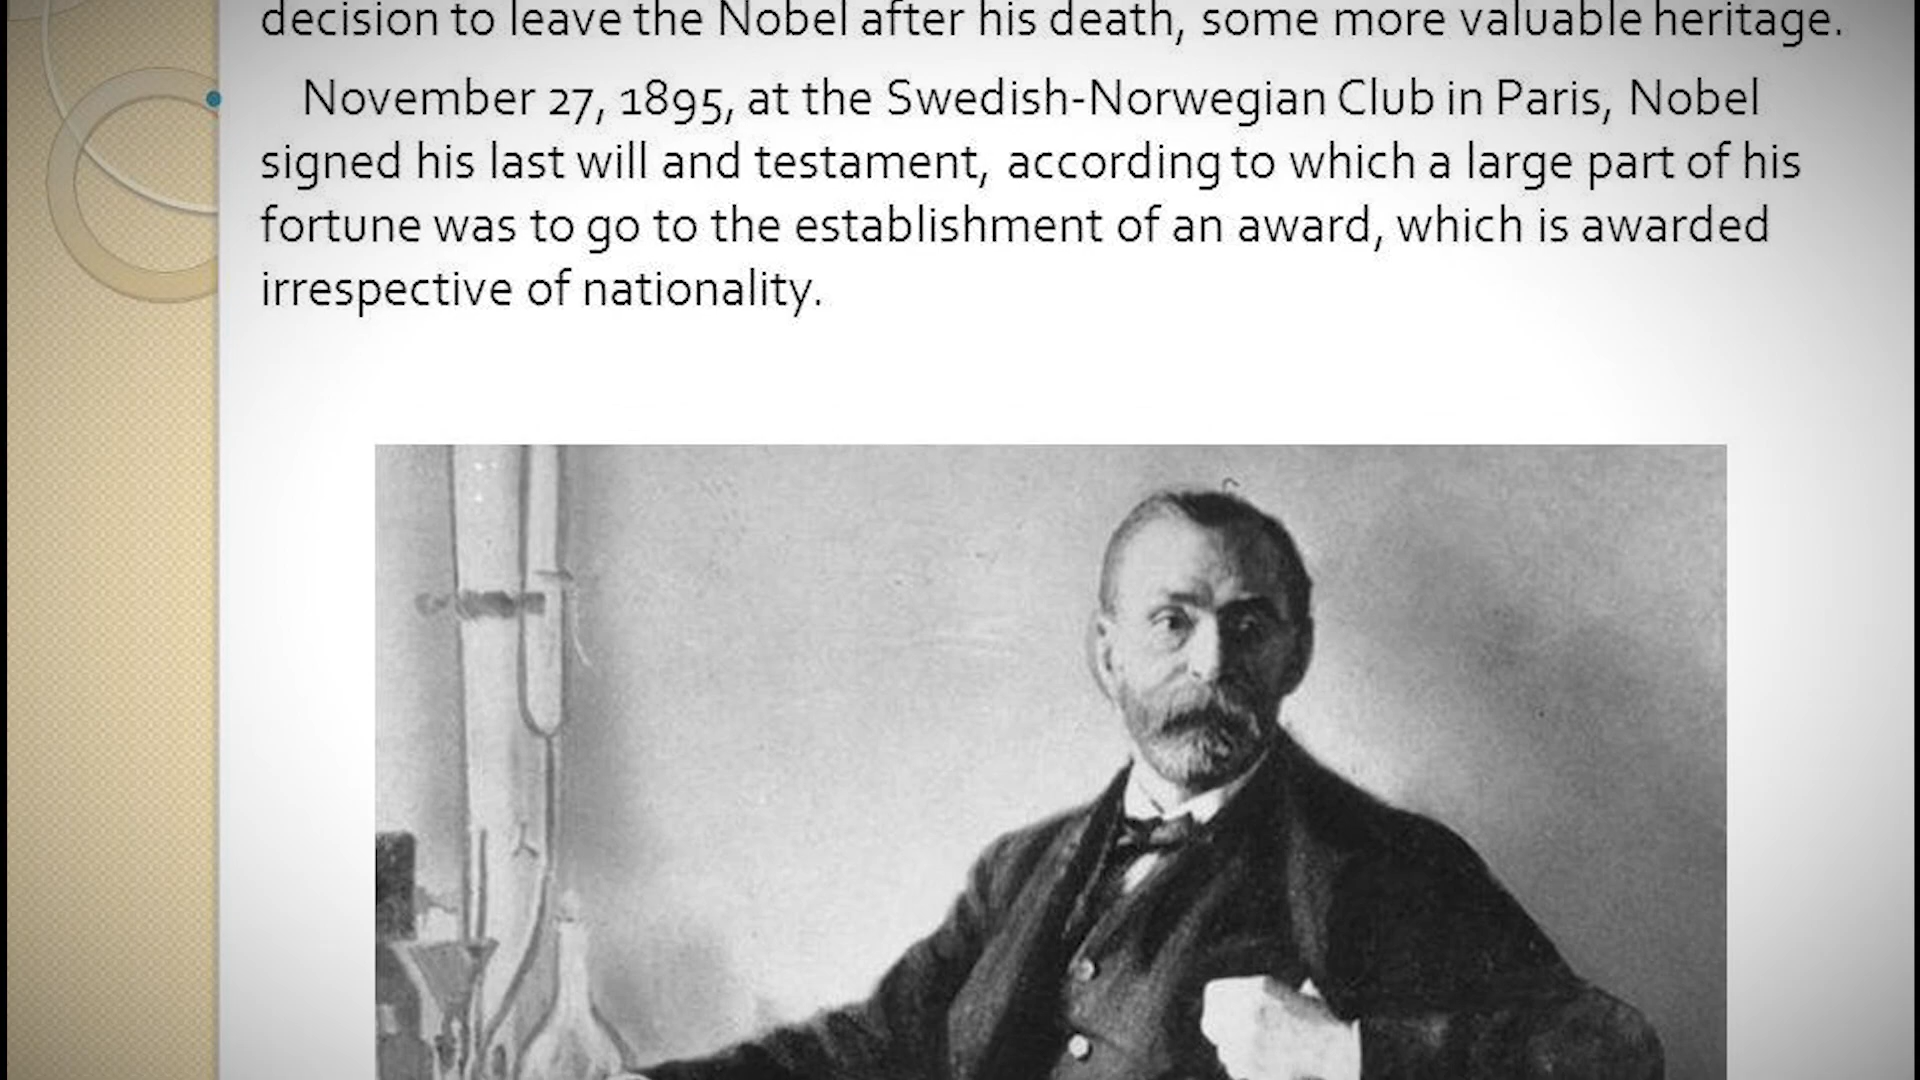 decision to leave the Nobel after his death, some more valuable heritage.
November 27, 1895, at the Swedish-Norwegian Club in Paris, Nobel
signed his last will and testament, according to which a large part of his
fortune was to go to the establishment of an award, which is awarded
irrespective of nationality.